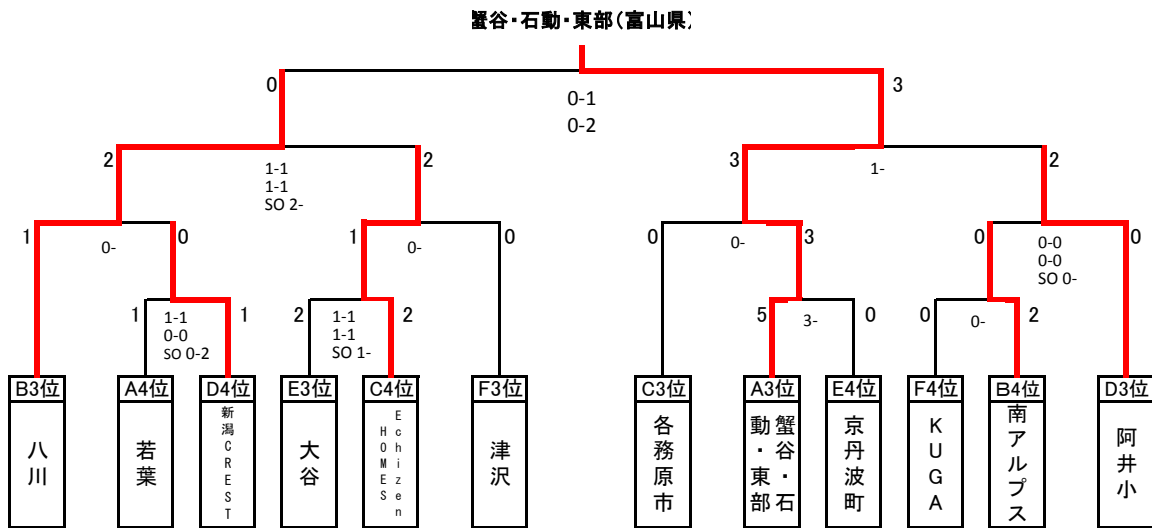 蟹谷・石動・東部（富山県）
0
3
0-1
0-2
2
2
3
2
1-1
1-1
SO 2-
1-
1
0
1
0
0
3
0
0
0-
0-
0-
0-0
0-0
SO 0-
1
1
2
2
5
0
0
2
1-1
0-0
SO 0-2
1-1
1-1
SO 1-
3-
0-
B3位
A4位
D4位
E3位
C4位
F3位
C3位
A3位
E4位
F4位
B4位
D3位
八川
若葉
新潟CREST
大谷
Echizen
HOMES
津沢
各務原市
蟹谷・石
動・東部
京丹波町
KUGA
南アルプス
阿井小